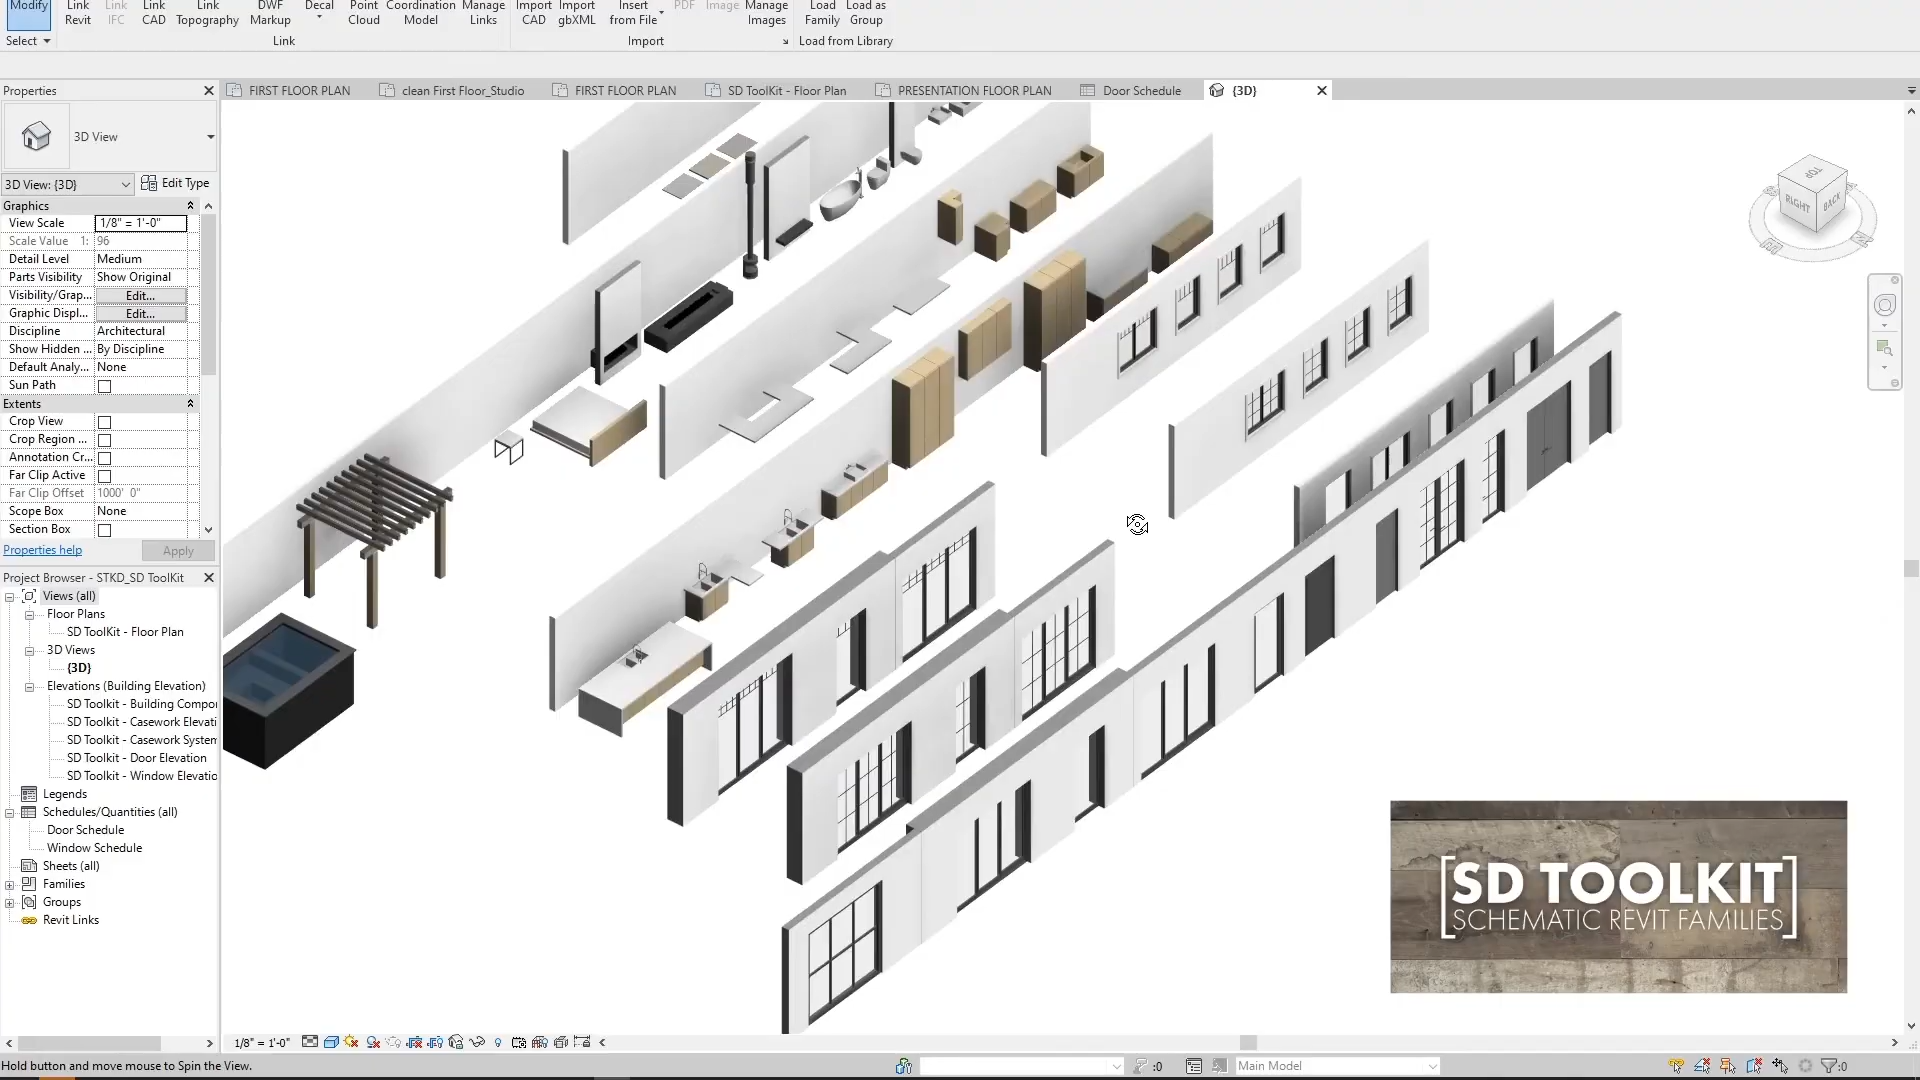 Modify
Link Revit
Link IFC
Link CAD
Link Topography
DWF Markup
Decal
Point Cloud
Coordination Model
Manage Links
Import CAD
Import gbXML
Insert from File
PDF
Image
Manage Images
Load Family
Load as Group
Select
Link
Import
Load from Library
Properties
FIRST FLOOR PLAN
clean First Floor_Studio
FIRST FLOOR PLAN
SD ToolKit - Floor Plan
PRESENTATION FLOOR PLAN
Door Schedule
{3D}
3D View
3D View: {3D}
Edit Type
Graphics
View Scale 1/8" = 1'-0"
Scale Value 1: 96
Detail Level Medium
Parts Visibility Show Original
Visibility/Grap... Edit...
Graphic Displ... Edit...
Discipline Architectural
Show Hidden ... By Discipline
Default Analy... None
Sun Path
Extents
Crop View
Crop Region ...
Annotation Cr...
Far Clip Active
Far Clip Offset 1000' 0"
Scope Box None
Section Box
Properties help
Apply
Project Browser - STKD_SD ToolKit
Views (all)
Floor Plans
SD ToolKit - Floor Plan
3D Views
{3D}
Elevations (Building Elevation)
SD Toolkit - Building Compor
SD Toolkit - Casework Elevati
SD Toolkit - Casework System
SD Toolkit - Door Elevation
SD Toolkit - Window Elevatio
Legends
Schedules/Quantities (all)
Door Schedule
Window Schedule
Sheets (all)
Families
Groups
Revit Links
TOP
RIGHT
BACK
[SD TOOLKIT]
SCHEMATIC REVIT FAMILIES
1/8" = 1'-0"
Hold button and move mouse to Spin the View.
:0
Main Model
:0